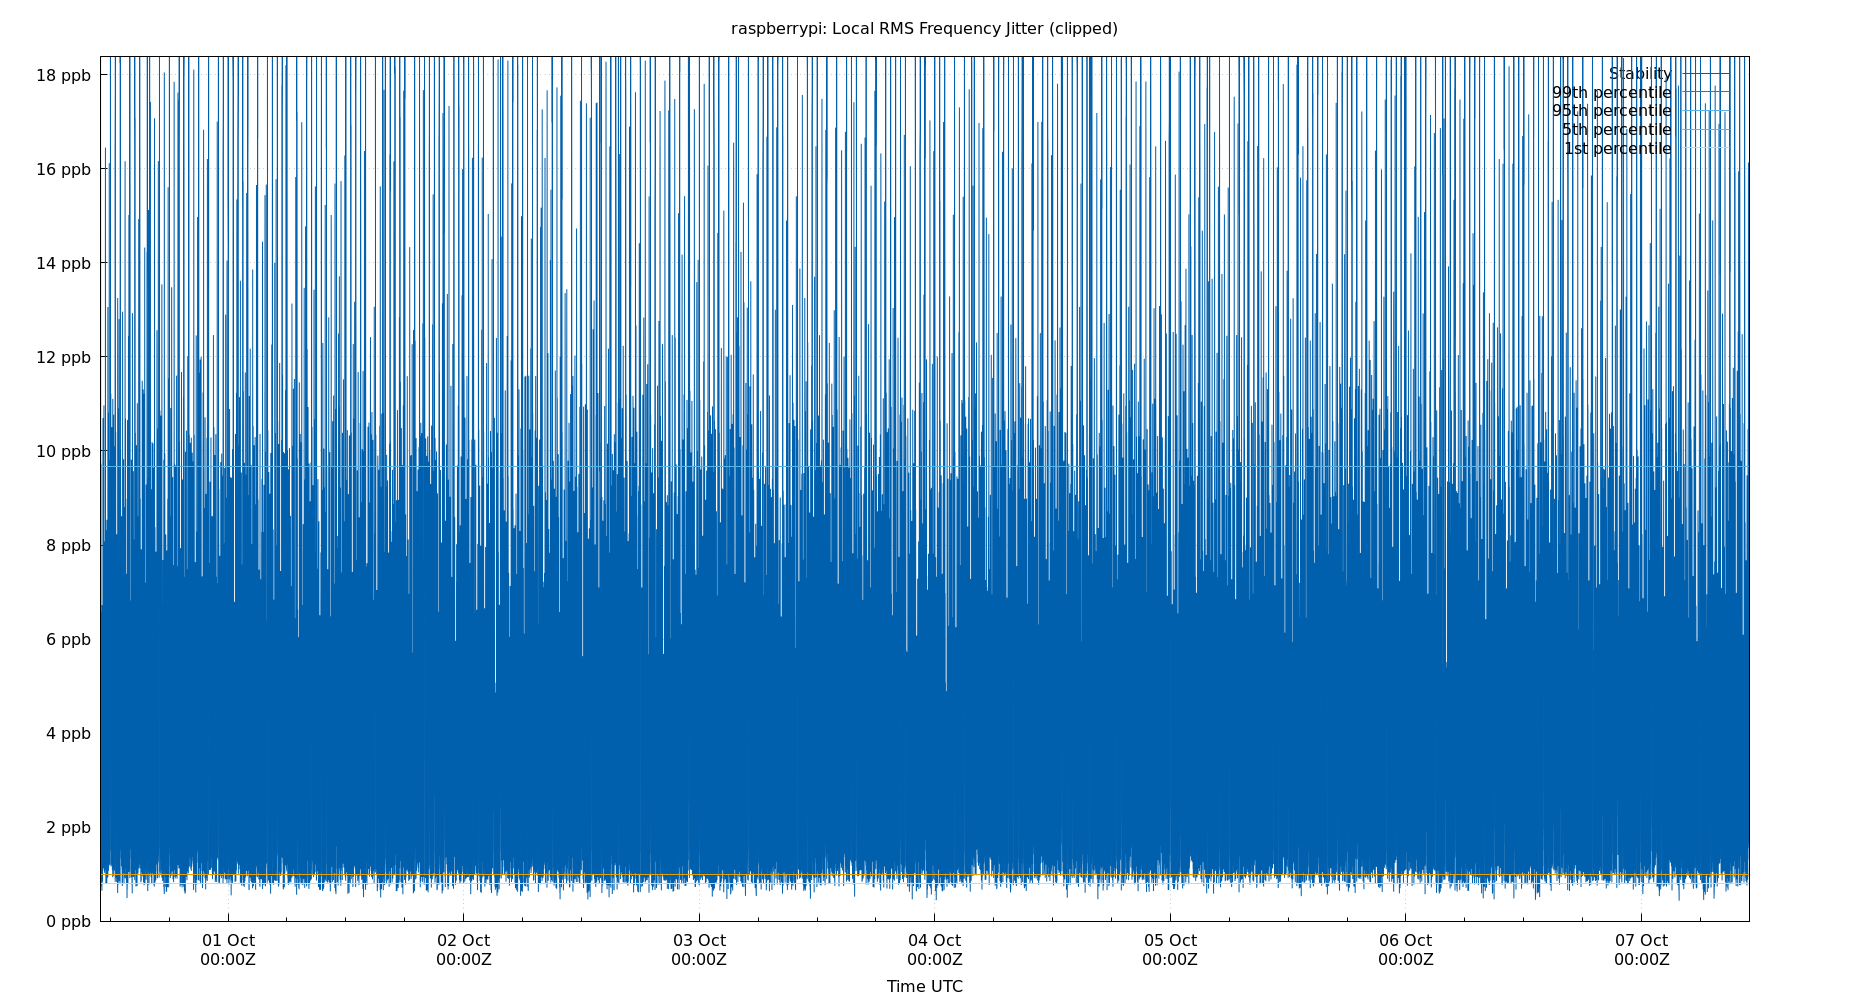 raspberrypi: Local RMS Frequency Jitter (clipped)
18 ppb
16 ppb
14 ppb
12 ppb
10 ppb
8 ppb
6 ppb
4 ppb
2 ppb
0 ppb
Stability
99th percentile
95th percentile
5th percentile
1st percentile
01 Oct
00:00Z
02 Oct
00:00Z
03 Oct
00:00Z
04 Oct
00:00Z
05 Oct
00:00Z
06 Oct
00:00Z
07 Oct
00:00Z
Time UTC